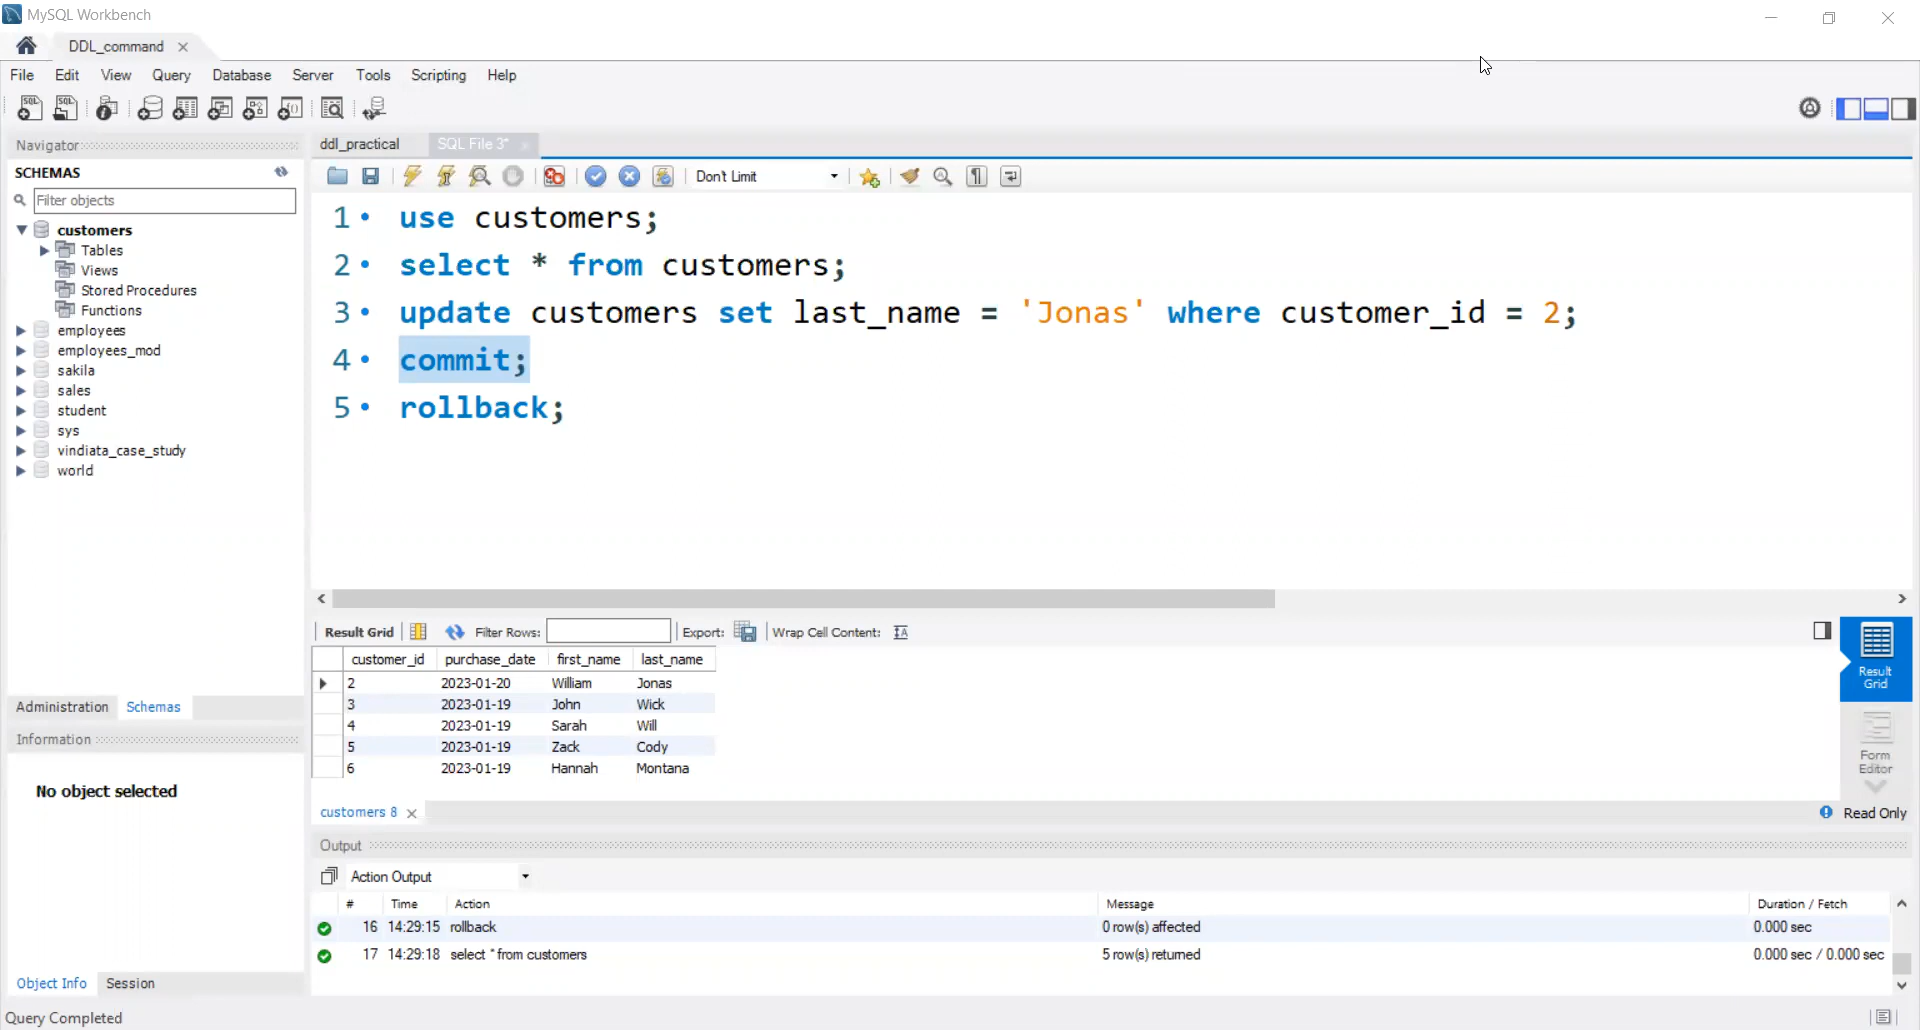 MySQL Workbench
DDL_command
File Edit View Query Database Server Tools Scripting Help
Navigator
SCHEMAS
Filter objects
customers
Tables
Views
Stored Procedures
Functions
employees
employees_mod
sakila
sales
student
sys
vindiata_case_study
world
Administration Schemas
Information
No object selected
Object Info Session
ddl_practical SQL File 3*
Don't Limit
1 use customers;
2 select * from customers;
3 update customers set last_name = 'Jonas' where customer_id = 2;
4 commit;
5 rollback;
Result Grid Filter Rows: Export: Wrap Cell Content:
customer_id purchase_date first_name last_name
2 2023-01-20 William Jonas
3 2023-01-19 John Wick
4 2023-01-19 Sarah Will
5 2023-01-19 Zack Cody
6 2023-01-19 Hannah Montana
Result
Grid
Form
Editor
customers 8
Read Only
Output
Action Output
# Time Action Message Duration / Fetch
16 14:29:15 rollback 0 row(s) affected 0.000 sec
17 14:29:18 select * from customers 5 row(s) returned 0.000 sec / 0.000 sec
Query Completed